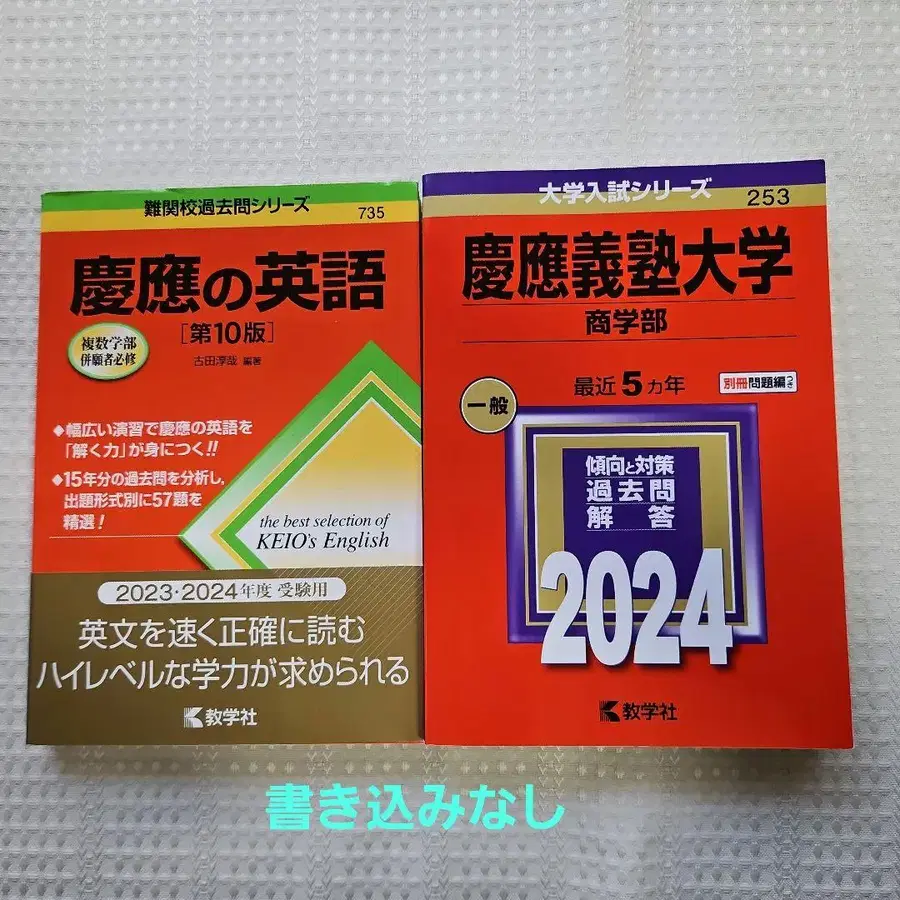 難関校過去問シリーズ
735
慶應の英語
[第10版]
複数学部
併願者必修
古田淳哉 編著
◆幅広い演習で慶應の英語を
「解く力」が身につく!!
◆15年分の過去問を分析し,
出題形式別に57題を
精選!
the best selection of
KEIO's English
2023・2024年度 受験用
英文を速く正確に読む
ハイレベルな学力が求められる
教学社
大学入試シリーズ
253
慶應義塾大学
商学部
一般
最近5カ年
別冊問題編つき
傾向と対策
過去問
解答
2024
教学社
書き込みなし